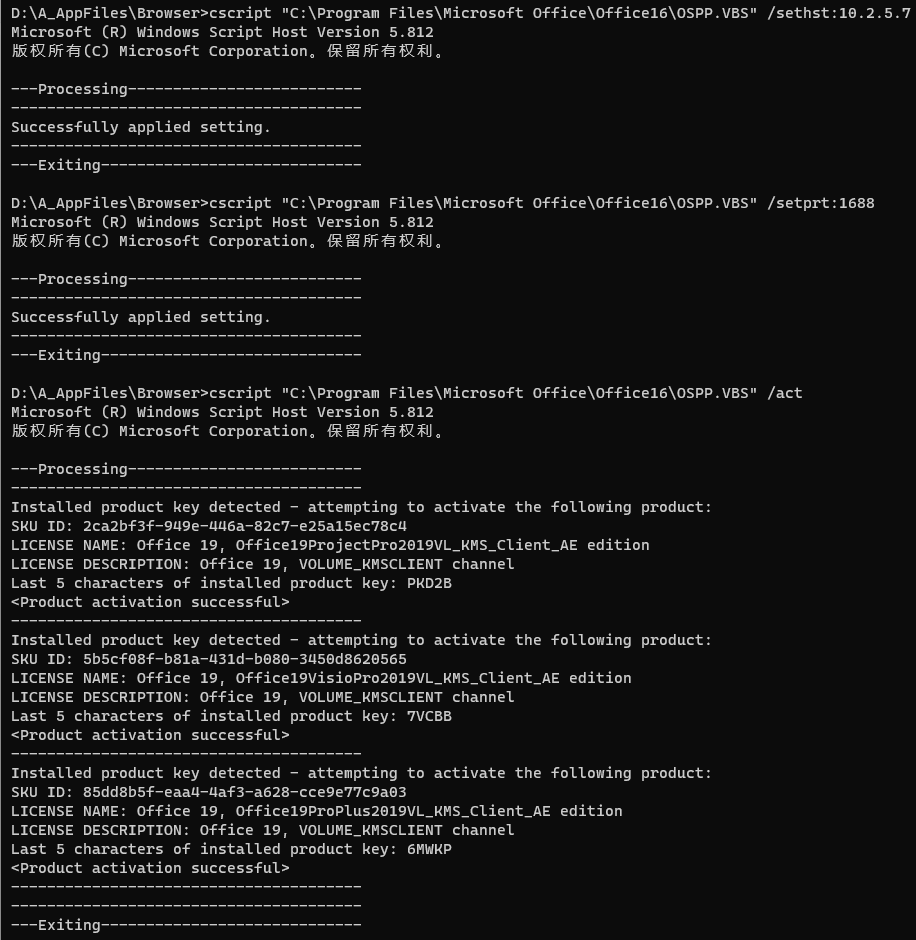 D:\A_AppFiles\Browser>cscript "C:\Program Files\Microsoft Office\Office16\OSPP.VBS" /sethst:10.2.5.7
Microsoft (R) Windows Script Host Version 5.812
版权所有(C) Microsoft Corporation。保留所有权利。
---Processing--------------------------
---------------------------------------
Successfully applied setting.
---------------------------------------
---Exiting-----------------------------
D:\A_AppFiles\Browser>cscript "C:\Program Files\Microsoft Office\Office16\OSPP.VBS" /setprt:1688
Microsoft (R) Windows Script Host Version 5.812
版权所有(C) Microsoft Corporation。保留所有权利。
---Processing--------------------------
---------------------------------------
Successfully applied setting.
---------------------------------------
---Exiting-----------------------------
D:\A_AppFiles\Browser>cscript "C:\Program Files\Microsoft Office\Office16\OSPP.VBS" /act
Microsoft (R) Windows Script Host Version 5.812
版权所有(C) Microsoft Corporation。保留所有权利。
---Processing--------------------------
---------------------------------------
Installed product key detected - attempting to activate the following product:
SKU ID: 2ca2bf3f-949e-446a-82c7-e25a15ec78c4
LICENSE NAME: Office 19, Office19ProjectPro2019VL_KMS_Client_AE edition
LICENSE DESCRIPTION: Office 19, VOLUME_KMSCLIENT channel
Last 5 characters of installed product key: PKD2B
<Product activation successful>
---------------------------------------
Installed product key detected - attempting to activate the following product:
SKU ID: 5b5cf08f-b81a-431d-b080-3450d8620565
LICENSE NAME: Office 19, Office19VisioPro2019VL_KMS_Client_AE edition
LICENSE DESCRIPTION: Office 19, VOLUME_KMSCLIENT channel
Last 5 characters of installed product key: 7VCBB
<Product activation successful>
---------------------------------------
Installed product key detected - attempting to activate the following product:
SKU ID: 85dd8b5f-eaa4-4af3-a628-cce9e77c9a03
LICENSE NAME: Office 19, Office19ProPlus2019VL_KMS_Client_AE edition
LICENSE DESCRIPTION: Office 19, VOLUME_KMSCLIENT channel
Last 5 characters of installed product key: 6MWKP
<Product activation successful>
---------------------------------------
---------------------------------------
---Exiting-----------------------------